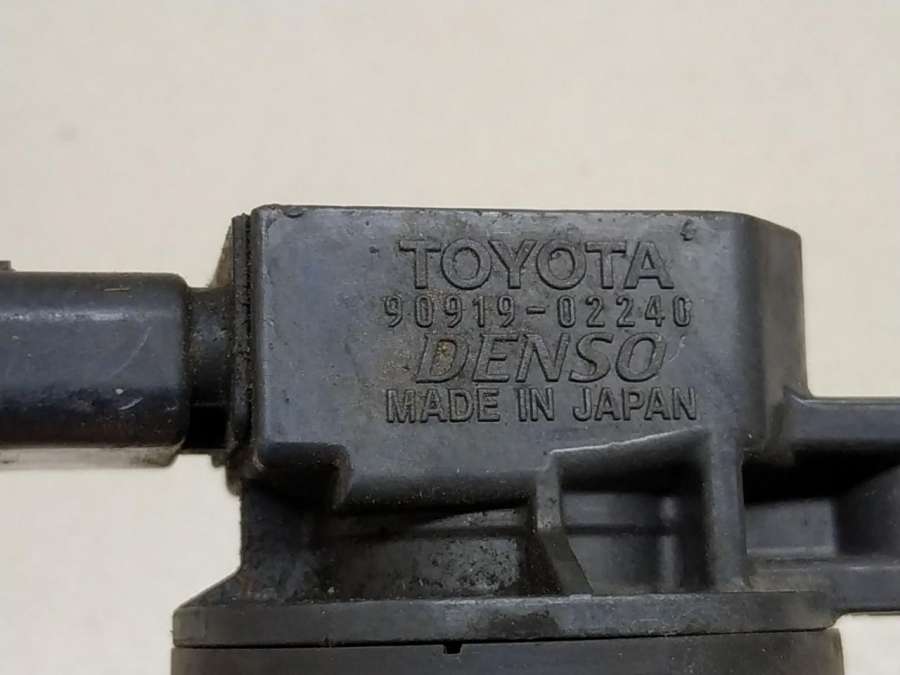 TOYOTA
90919-02240
DENSO
MADE IN JAPAN